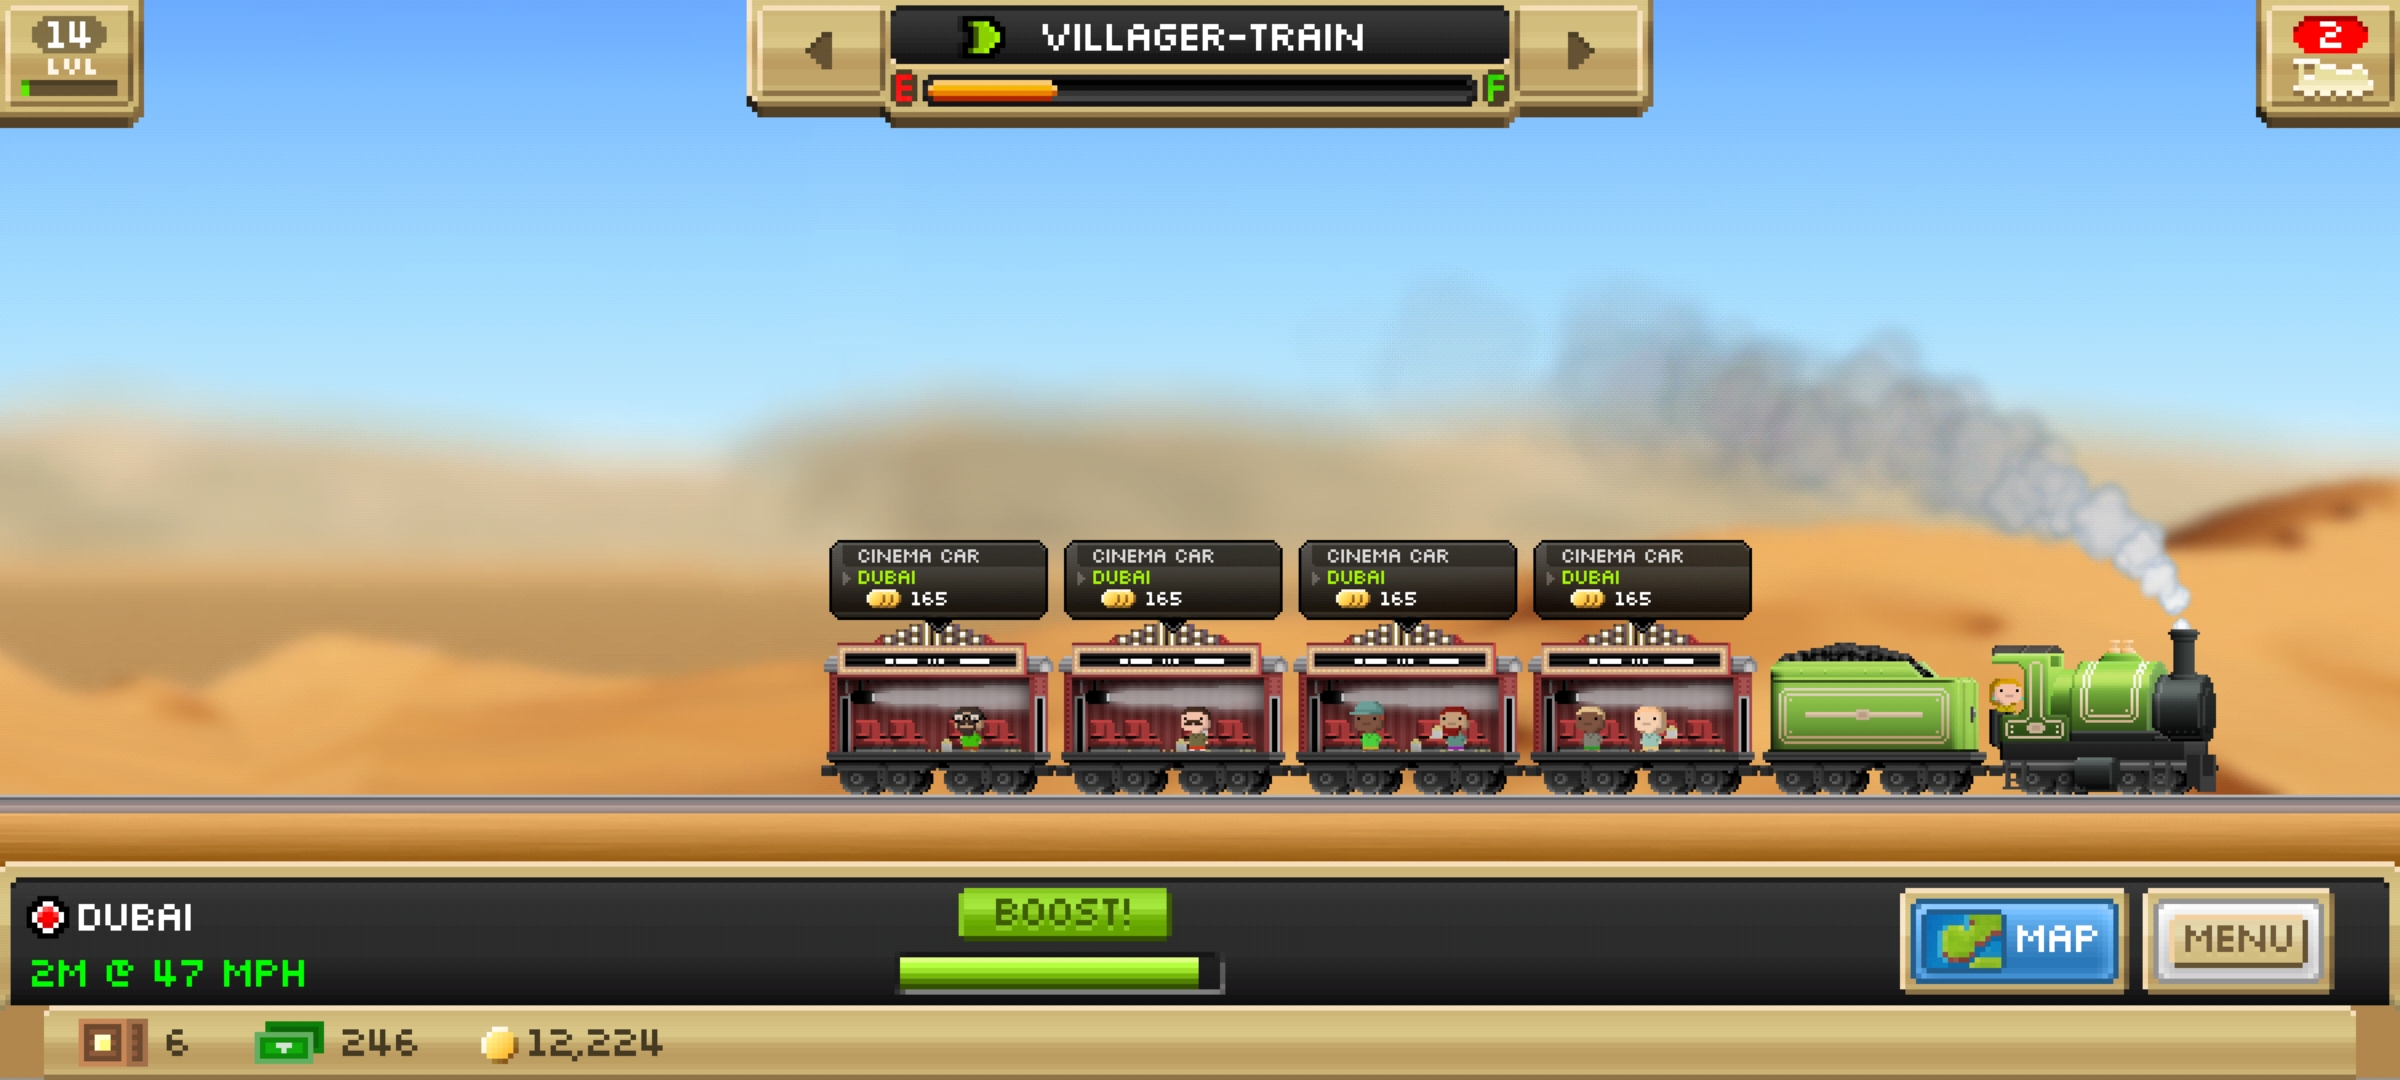 14
LVL
VILLAGER-TRAIN
E F
2
CINEMA CAR
DUBAI
165
CINEMA CAR
DUBAI
165
CINEMA CAR
DUBAI
165
CINEMA CAR
DUBAI
165
DUBAI
2M @ 47 MPH
BOOST!
MAP
MENU
6
246
12,224